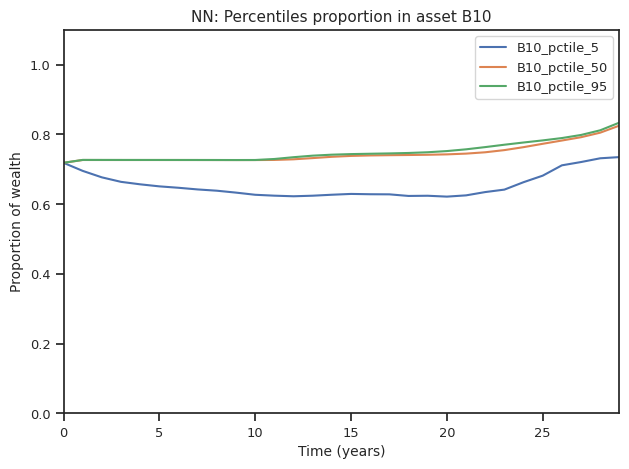 NN: Percentiles proportion in asset B10
B10_pctile_5
B10_pctile_50
B10_pctile_95
Proportion of wealth
1.0
0.8
0.6
0.4
0.2
0.0
0 5 10 15 20 25
Time (years)